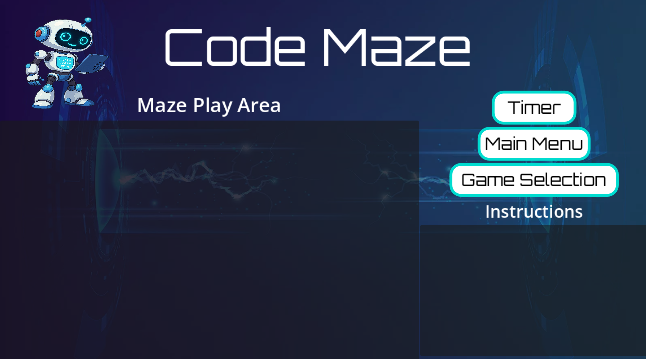 Code Maze
Maze Play Area
Timer
Main Menu
Game Selection
Instructions